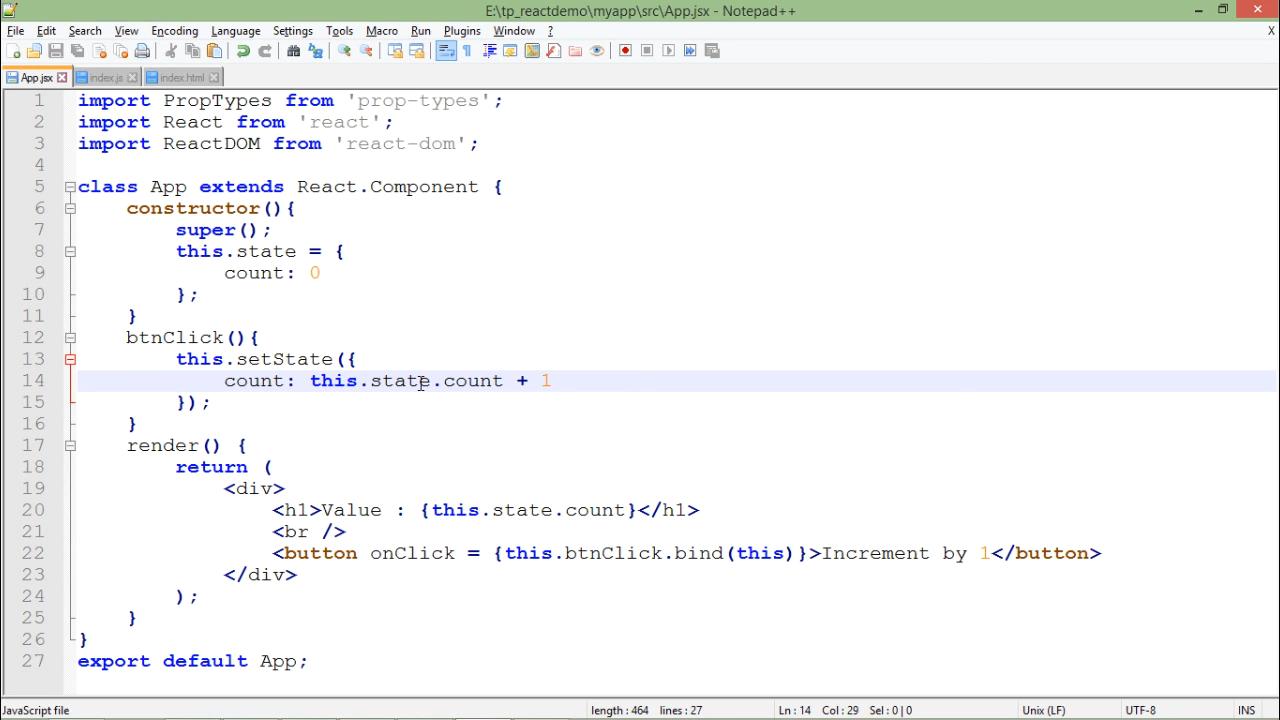 E:\tp_reactdemo\myapp\src\App.jsx - Notepad++
File Edit Search View Encoding Language Settings Tools Macro Run Plugins Window ? X
App.jsx index.js index.html
1 import PropTypes from 'prop-types';
2 import React from 'react';
3 import ReactDOM from 'react-dom';
4
5 class App extends React.Component {
6 constructor(){
7 super();
8 this.state = {
9 count: 0
10 };
11 }
12 btnClick(){
13 this.setState({
14 count: this.state.count + 1
15 });
16 }
17 render() {
18 return (
19 <div>
20 <h1>Value : {this.state.count}</h1>
21 <br />
22 <button onClick = {this.btnClick.bind(this)}>Increment by 1</button>
23 </div>
24 );
25 }
26 }
27 export default App;
JavaScript file length : 464 lines : 27 Ln : 14 Col : 29 Sel : 0 | 0 Unix (LF) UTF-8 INS